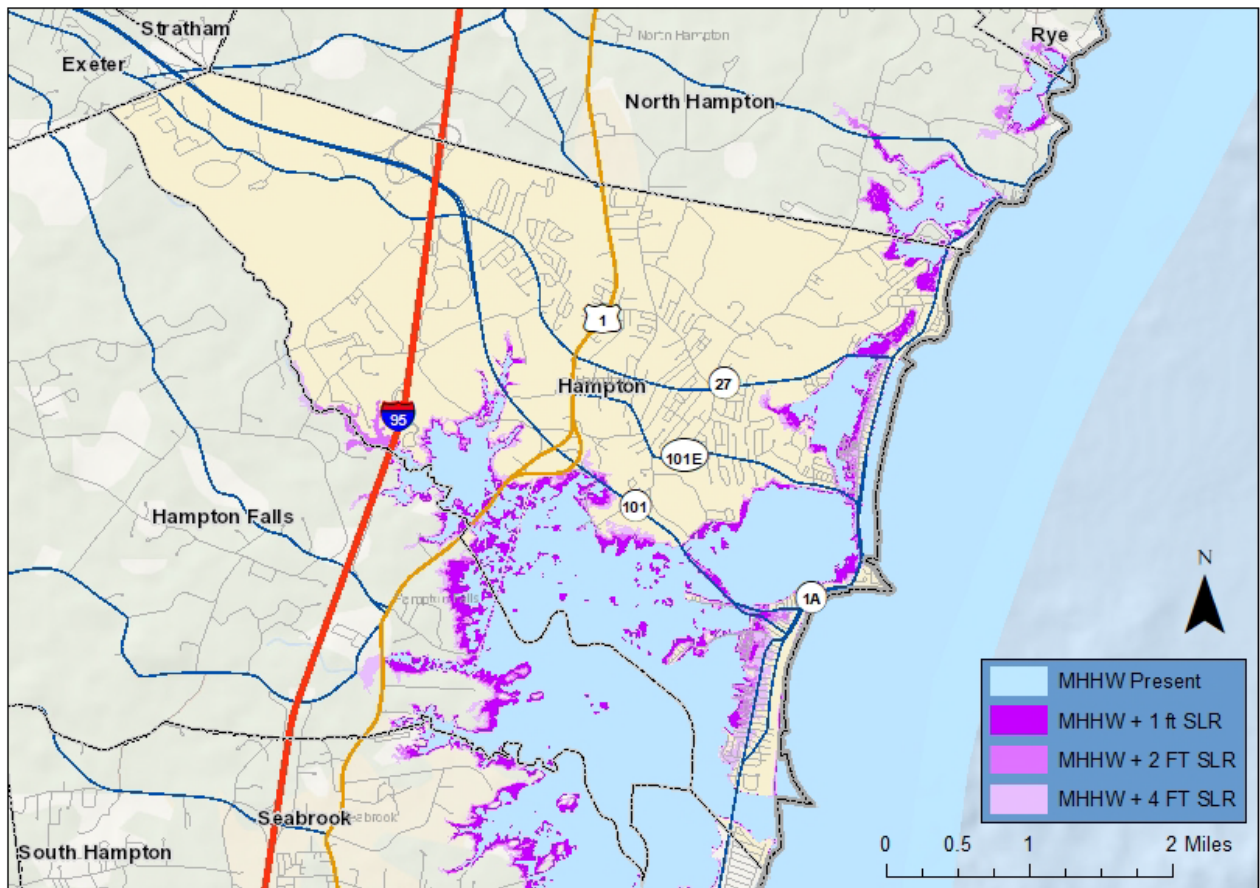 Stratham
Rye
North Hampton
Exeter
North Hampton
1
Hampton
27
95
101E
101
Hampton Falls
N
1A
Hampton Falls
MHHW Present
MHHW + 1 ft SLR
MHHW + 2 FT SLR
MHHW + 4 FT SLR
Seabrook
Seabrook
South Hampton
0 0.5 1 2 Miles